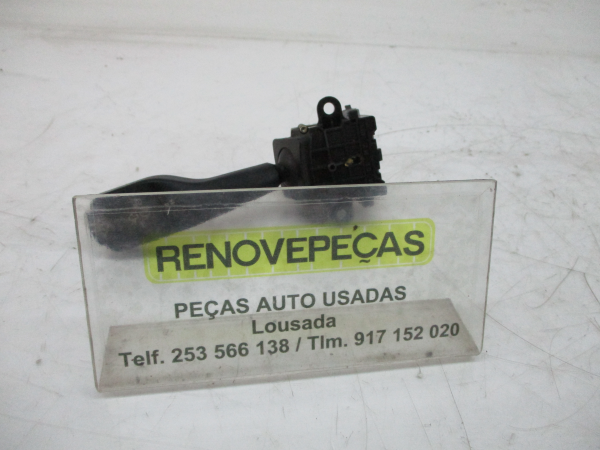 RENOVEPEÇAS
PEÇAS AUTO USADAS
Lousada
Telf. 253 566 138 / Tlm. 917 152 020